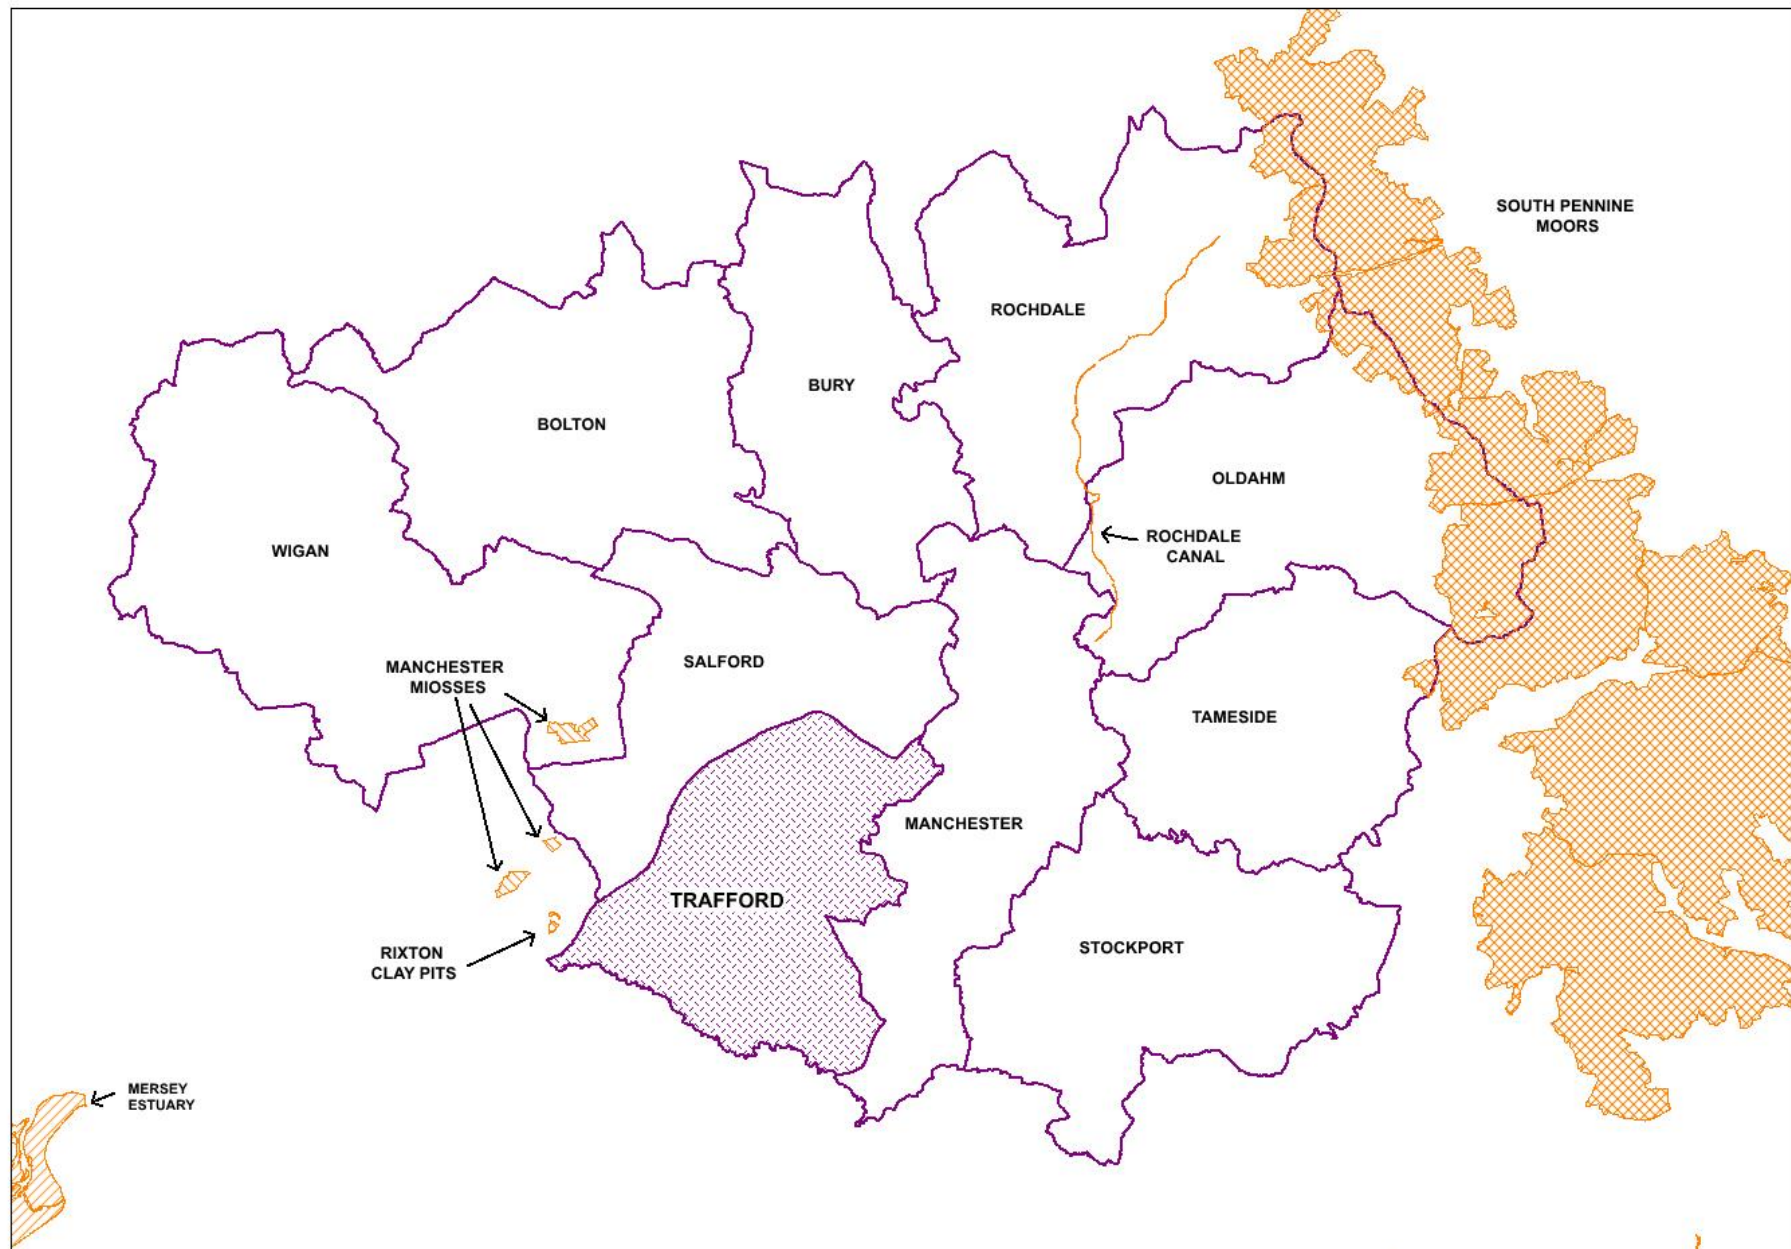 SOUTH PENNINE
MOORS
ROCHDALE
BURY
BOLTON
OLDAHM
WIGAN
ROCHDALE
CANAL
MANCHESTER
MIOSSES
SALFORD
TAMESIDE
MANCHESTER
TRAFFORD
STOCKPORT
RIXTON
CLAY PITS
MERSEY
ESTUARY